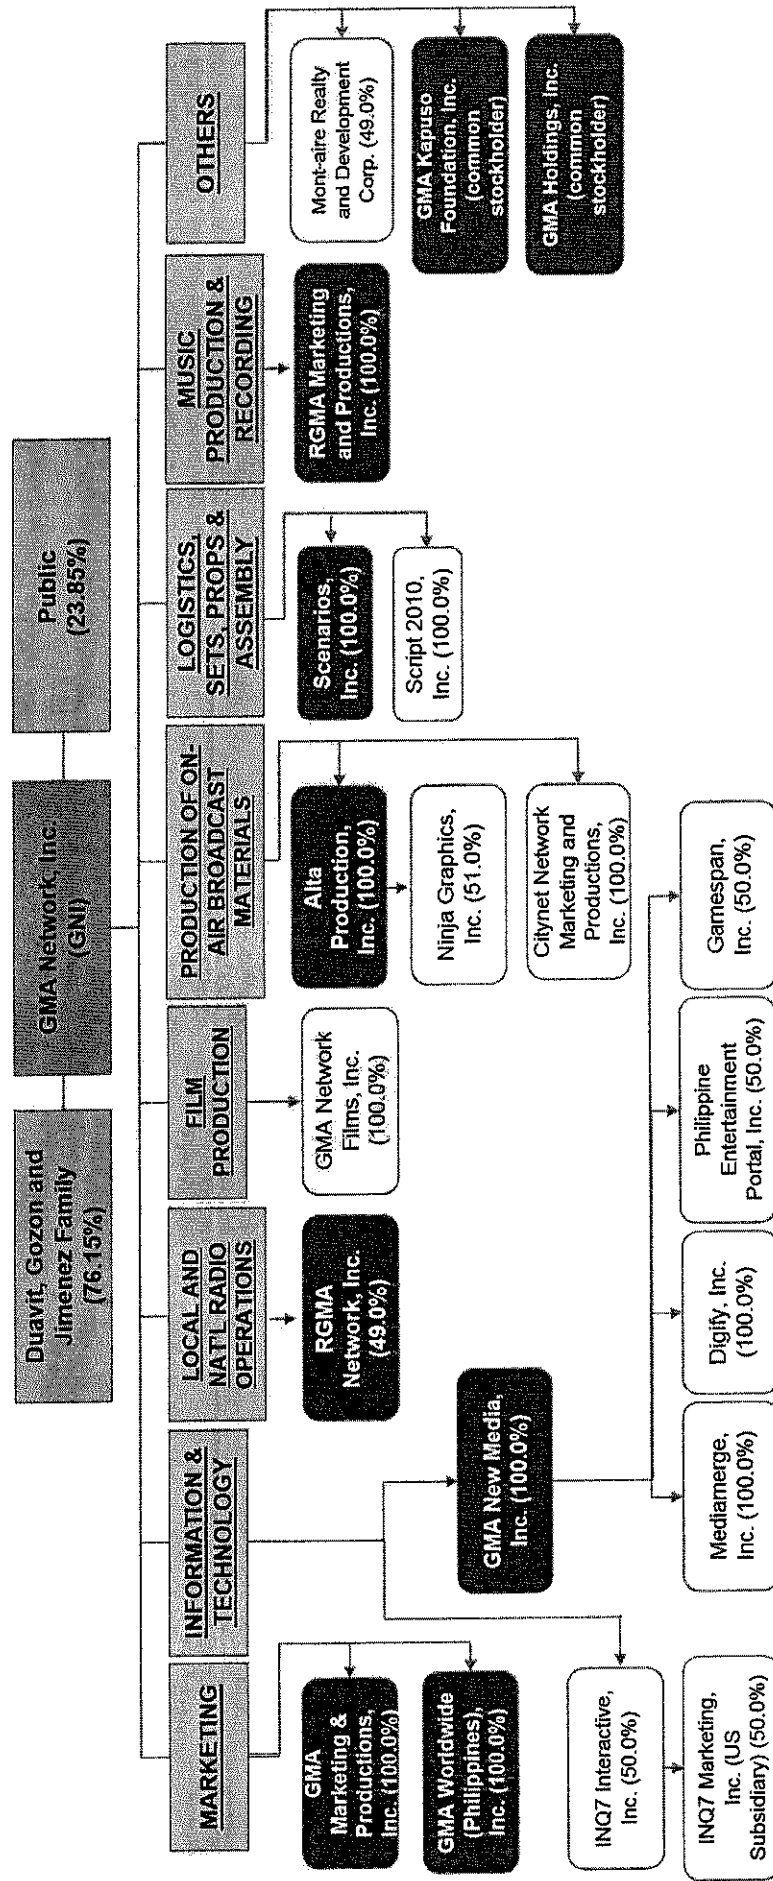 Duavit, Gozon and
Jimenez Family
(76.15%)
GMA Network, Inc.
(GNI)
Public
(23.85%)
MARKETING
GMA
Marketing &
Productions,
Inc. (100.0%)
GMA Worldwide
(Philippines),
Inc. (100.0%)
INFORMATION &
TECHNOLOGY
INQ7 Interactive,
Inc. (50.0%)
INQ7 Marketing,
Inc. (US
Subsidiary) (50.0%)
GMA New Media,
Inc. (100.0%)
Mediamerge,
Inc. (100.0%)
Digify, Inc.
(100.0%)
Philippine
Entertainment
Portal, Inc. (50.0%)
Gamespan,
Inc. (50.0%)
LOCAL AND
NAT'L RADIO
OPERATIONS
RGMA
Network, Inc.
(49.0%)
FILM
PRODUCTION
GMA Network
Films, Inc.
(100.0%)
PRODUCTION OF ON-
AIR BROADCAST
MATERIALS
Alta
Production,
Inc. (100.0%)
Ninja Graphics,
Inc. (51.0%)
Citynet Network
Marketing and
Productions,
Inc. (100.0%)
LOGISTICS,
SETS, PROPS &
ASSEMBLY
Scenarios,
Inc. (100.0%)
Script 2010,
Inc. (100.0%)
MUSIC
PRODUCTION &
RECORDING
RGMA Marketing
and Productions,
Inc. (100.0%)
OTHERS
Mont-aire Realty
and Development
Corp. (49.0%)
GMA Kapuso
Foundation, Inc.
(common
stockholder)
GMA Holdings, Inc.
(common
stockholder)